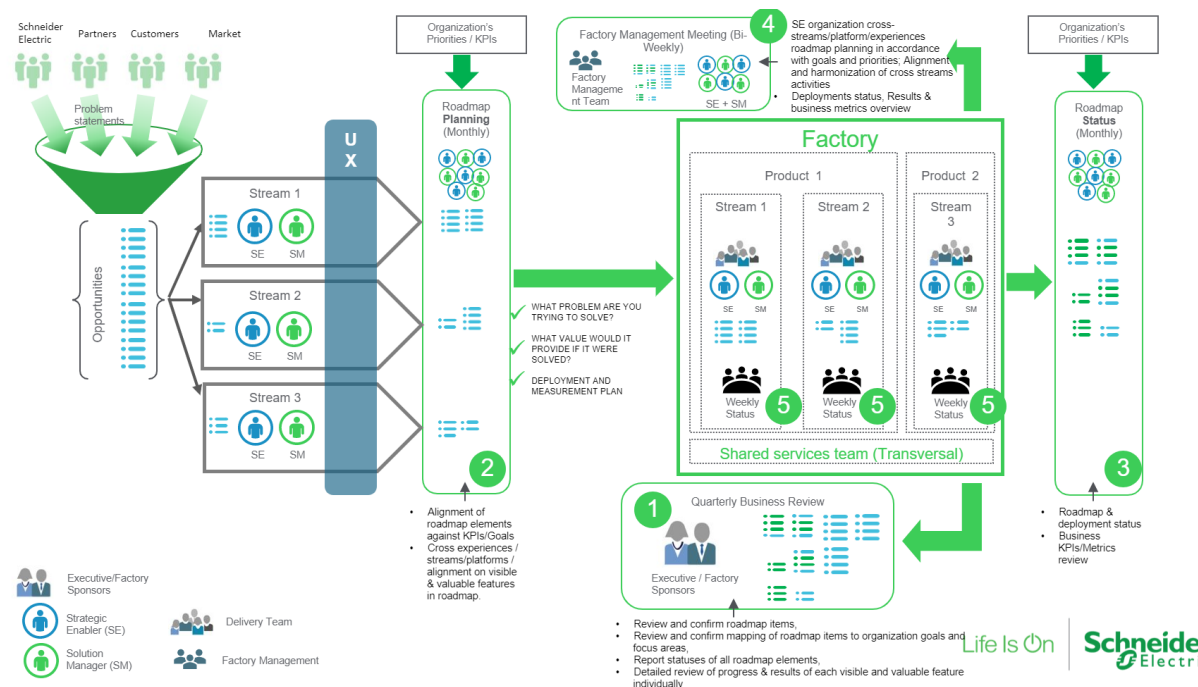 Schneider
Electric
Partners
Customers
Market
Problem
statements
Opportunities
Stream 1
SE
SM
Stream 2
SE
SM
Stream 3
SE
SM
U
X
Organization's
Priorities / KPIs
Roadmap
Planning
(Monthly)
2
• Alignment of
roadmap elements
against KPIs/Goals
• Cross experiences /
streams/platforms /
alignment on visible
& valuable features
in roadmap.
WHAT PROBLEM ARE YOU
TRYING TO SOLVE?
WHAT VALUE WOULD IT
PROVIDE IF IT WERE
SOLVED?
DEPLOYMENT AND
MEASUREMENT PLAN
Factory Management Meeting (Bi-
Weekly)
Factory
Manageme
nt Team
SE + SM
4
• SE organization cross-
streams/platform/experiences
roadmap planning in accordance
with goals and priorities; Alignment
and harmonization of cross streams
activities
• Deployments status, Results &
business metrics overview
Factory
Product 1
Stream 1
SE
SM
Weekly
Status
5
Stream 2
SE
SM
Weekly
Status
5
Product 2
Stream
3
SE
SM
Weekly
Status
5
Shared services team (Transversal)
1
Quarterly Business Review
Executive / Factory
Sponsors
• Review and confirm roadmap items,
• Review and confirm mapping of roadmap items to organization goals and
focus areas,
• Report statuses of all roadmap elements,
• Detailed review of progress & results of each visible and valuable feature
individually
Organization's
Priorities / KPIs
Roadmap
Status
(Monthly)
3
• Roadmap &
deployment status
• Business
KPIs/Metrics
review
Executive/Factory
Sponsors
Strategic
Enabler (SE)
Solution
Manager (SM)
Delivery Team
Factory Management
Life Is On
Schneide
Electr